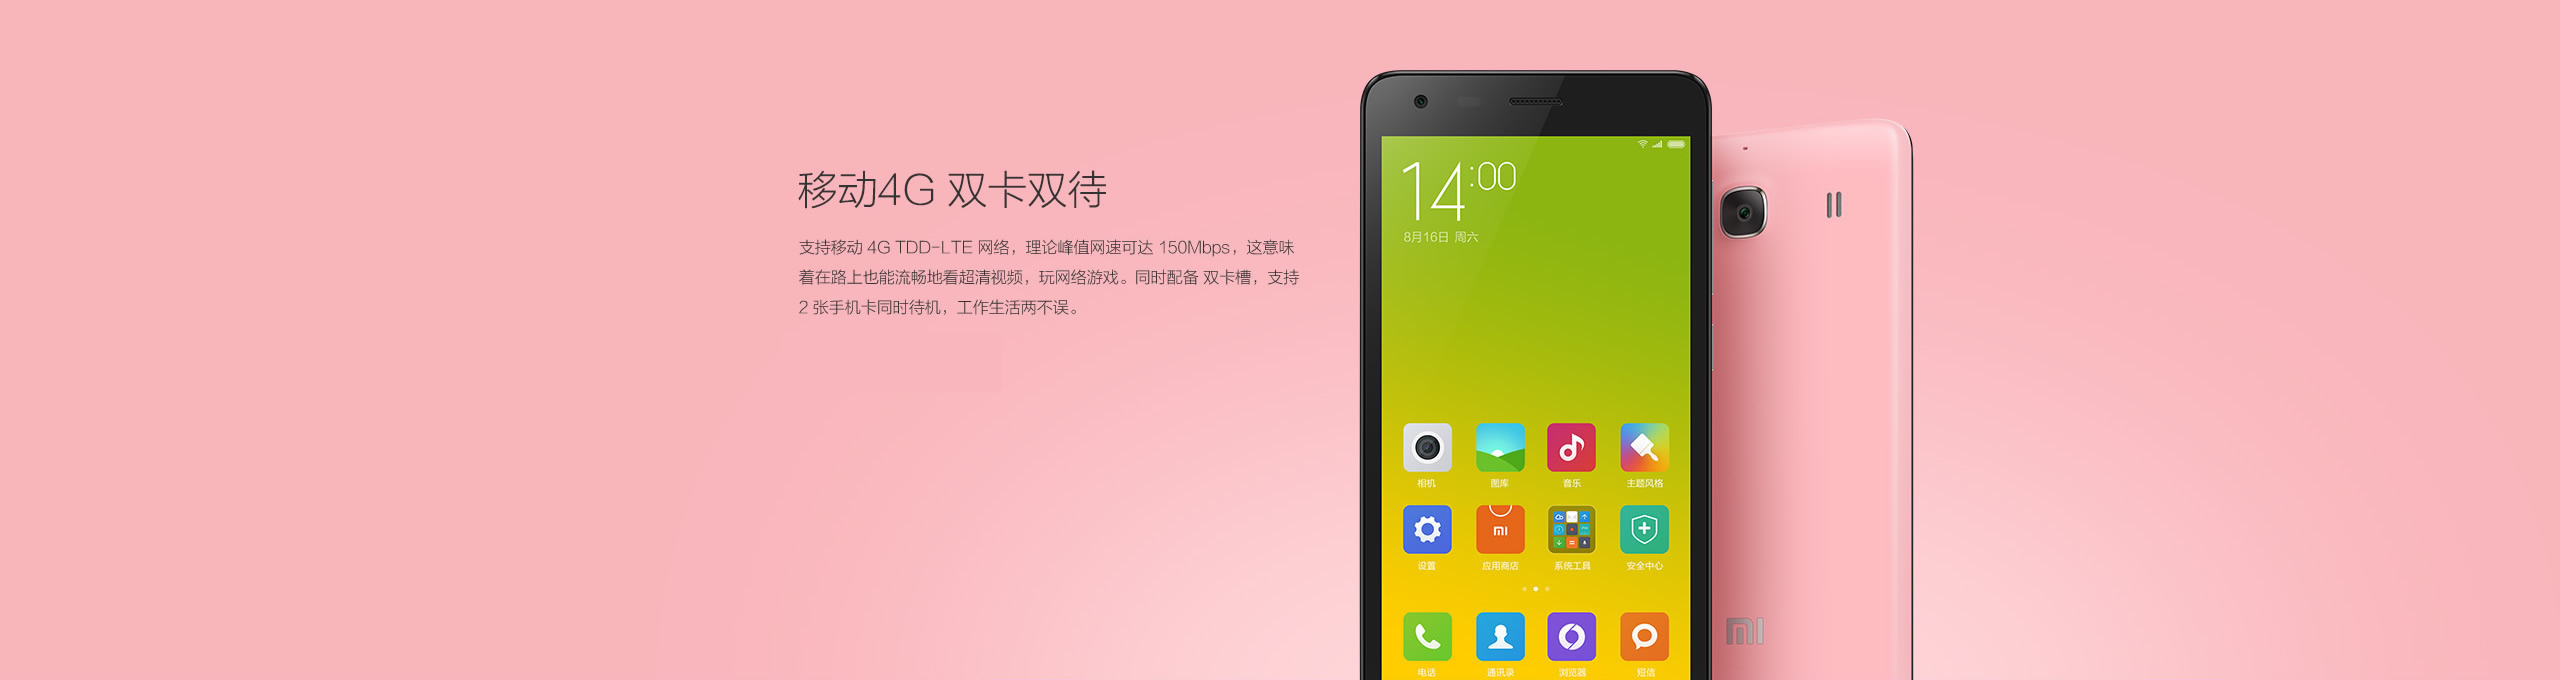 移动4G 双卡双待
支持移动 4G TDD-LTE 网络，理论峰值网速可达 150Mbps，这意味
着在路上也能流畅地看超清视频，玩网络游戏。同时配备 双卡槽，支持
2 张手机卡同时待机，工作生活两不误。
14:00
8月16日 周六
相机 图库 音乐 主题风格
mi
设置 应用商店 系统工具 安全中心
mi
电话 通讯录 浏览器 短信